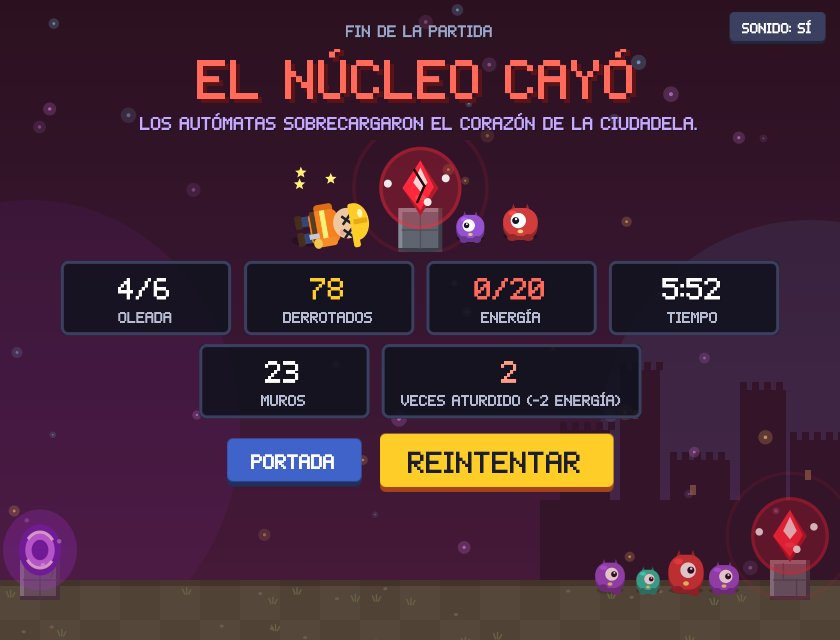 FIN DE LA PARTIDA
SONIDO: SÍ
EL NÚCLEO CAYÓ
LOS AUTÓMATAS SOBRECARGARON EL CORAZÓN DE LA CIUDADELA.
4/6
OLEADA
78
DERROTADOS
0/20
ENERGÍA
5:52
TIEMPO
23
MUROS
2
VECES ATURDIDO (-2 ENERGÍA)
PORTADA
REINTENTAR